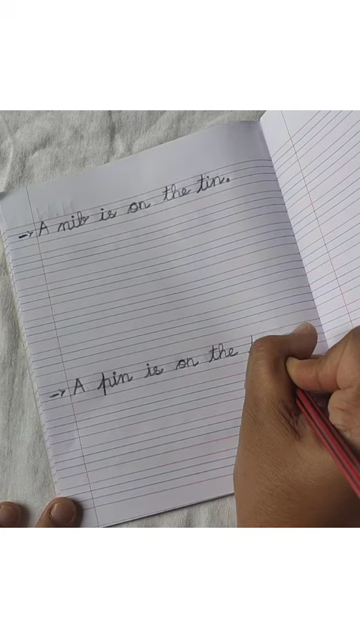 → A nib is on the tin.
→ A pin is on the